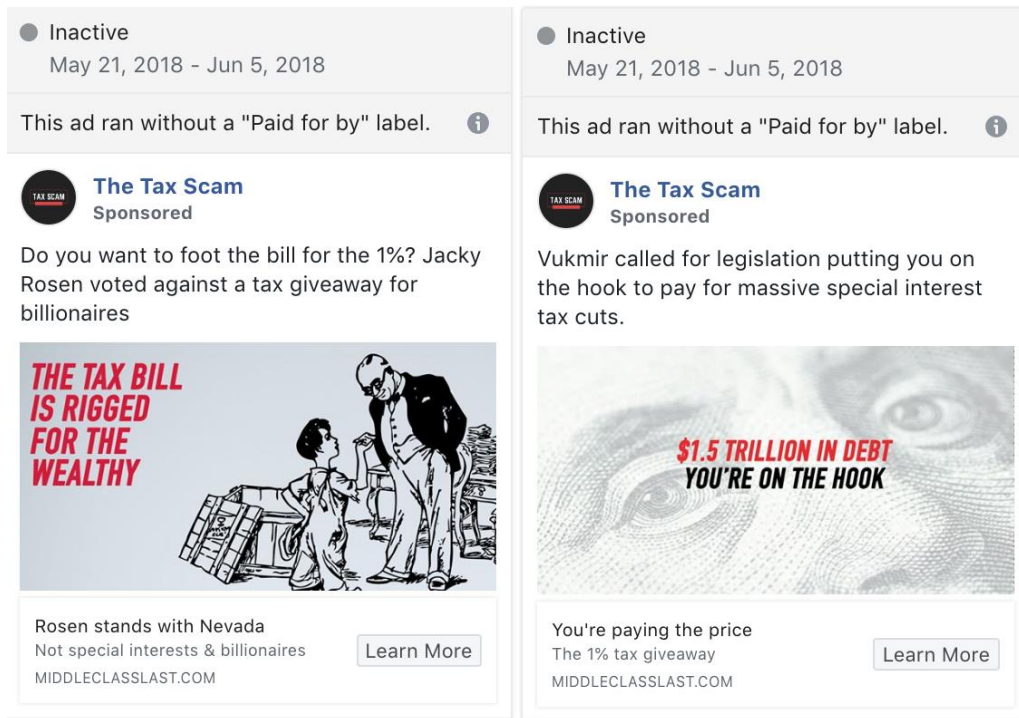 Inactive
May 21, 2018 - Jun 5, 2018
This ad ran without a "Paid for by" label.
TAX SCAM
The Tax Scam
Sponsored
Do you want to foot the bill for the 1%? Jacky
Rosen voted against a tax giveaway for
billionaires
THE TAX BILL
IS RIGGED
FOR THE
WEALTHY
Rosen stands with Nevada
Not special interests & billionaires
MIDDLECLASSLAST.COM
Learn More
Inactive
May 21, 2018 - Jun 5, 2018
This ad ran without a "Paid for by" label.
TAX SCAM
The Tax Scam
Sponsored
Vukmir called for legislation putting you on
the hook to pay for massive special interest
tax cuts.
$1.5 TRILLION IN DEBT
YOU'RE ON THE HOOK
You're paying the price
The 1% tax giveaway
MIDDLECLASSLAST.COM
Learn More